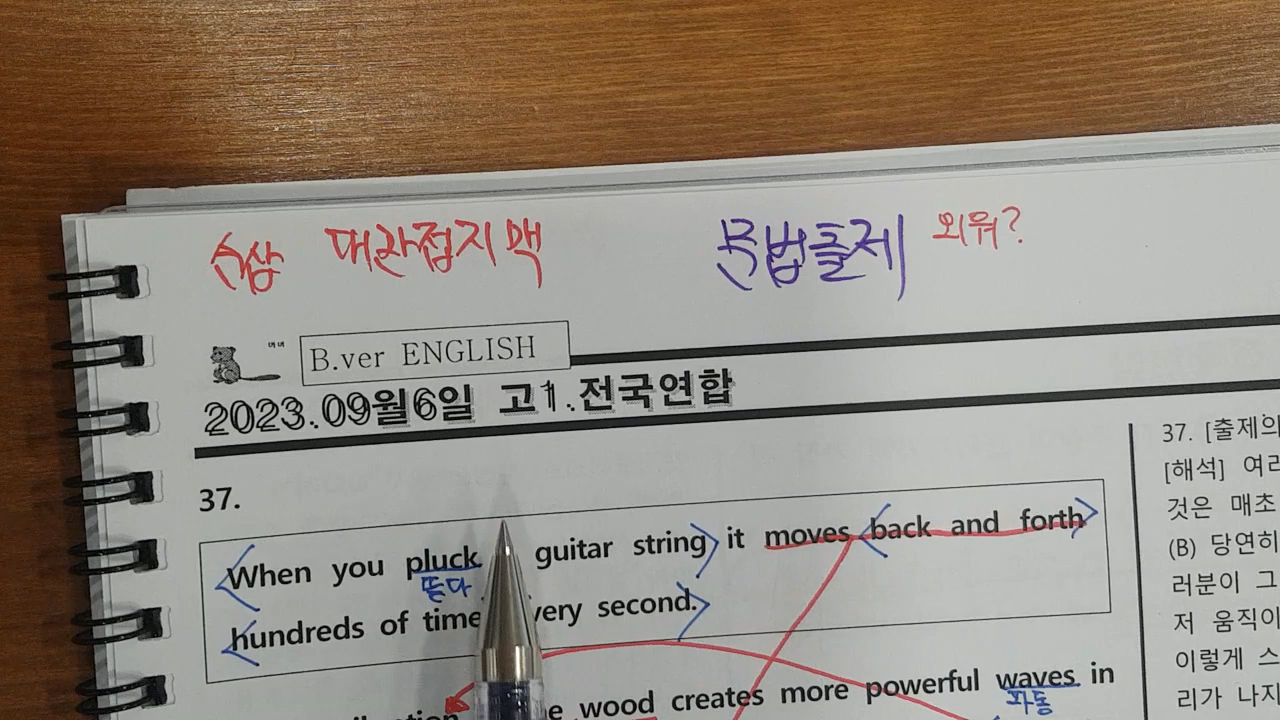 대라접지맥 문법출제 외워?
B.ver ENGLISH
2023.09월6일 고1.전국연합
37.
When you pluck guitar string it moves back and forth
뜯다
hundreds of time very second.
e wood creates more powerful waves in
파동
37. [출제의
[해석] 여러
것은 매초
(B) 당연히
러분이 그
저 움직이
이렇게 스
리가 나지